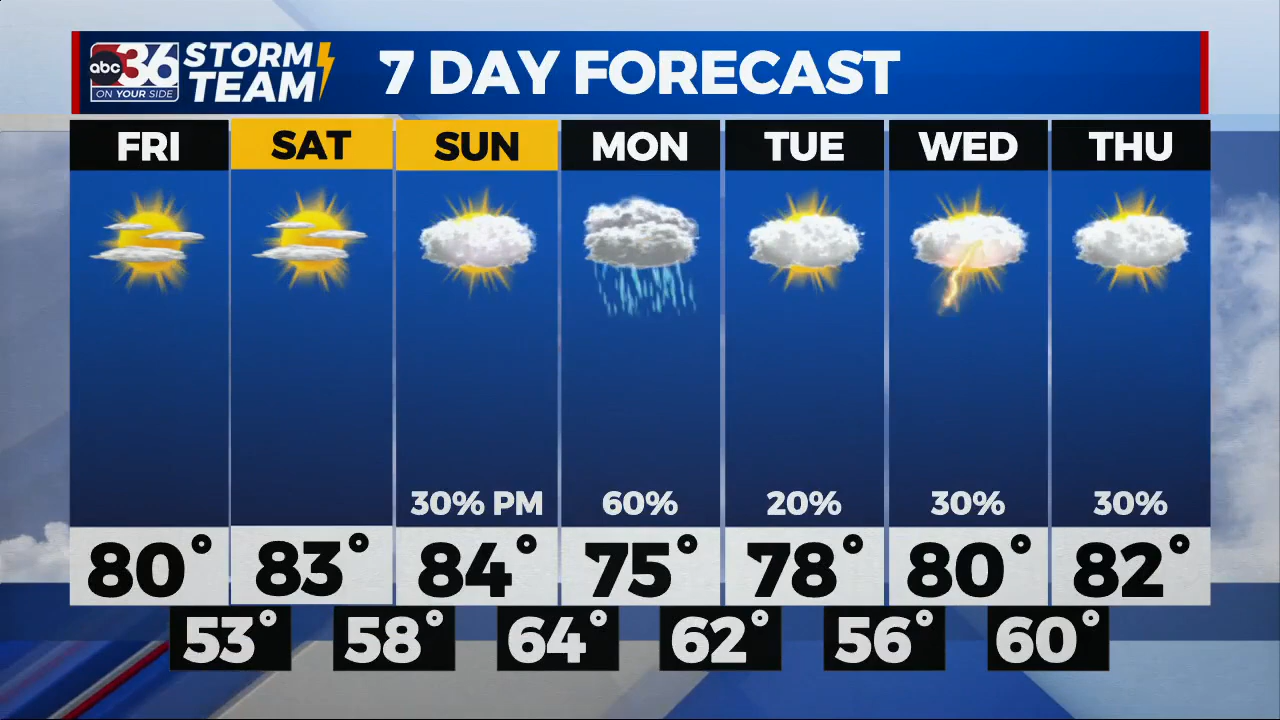 abc 36
ON YOUR SIDE
STORM
TEAM
7 DAY FORECAST
FRI SAT SUN MON TUE WED THU
30% PM 60% 20% 30% 30%
80° 83° 84° 75° 78° 80° 82°
53° 58° 64° 62° 56° 60°